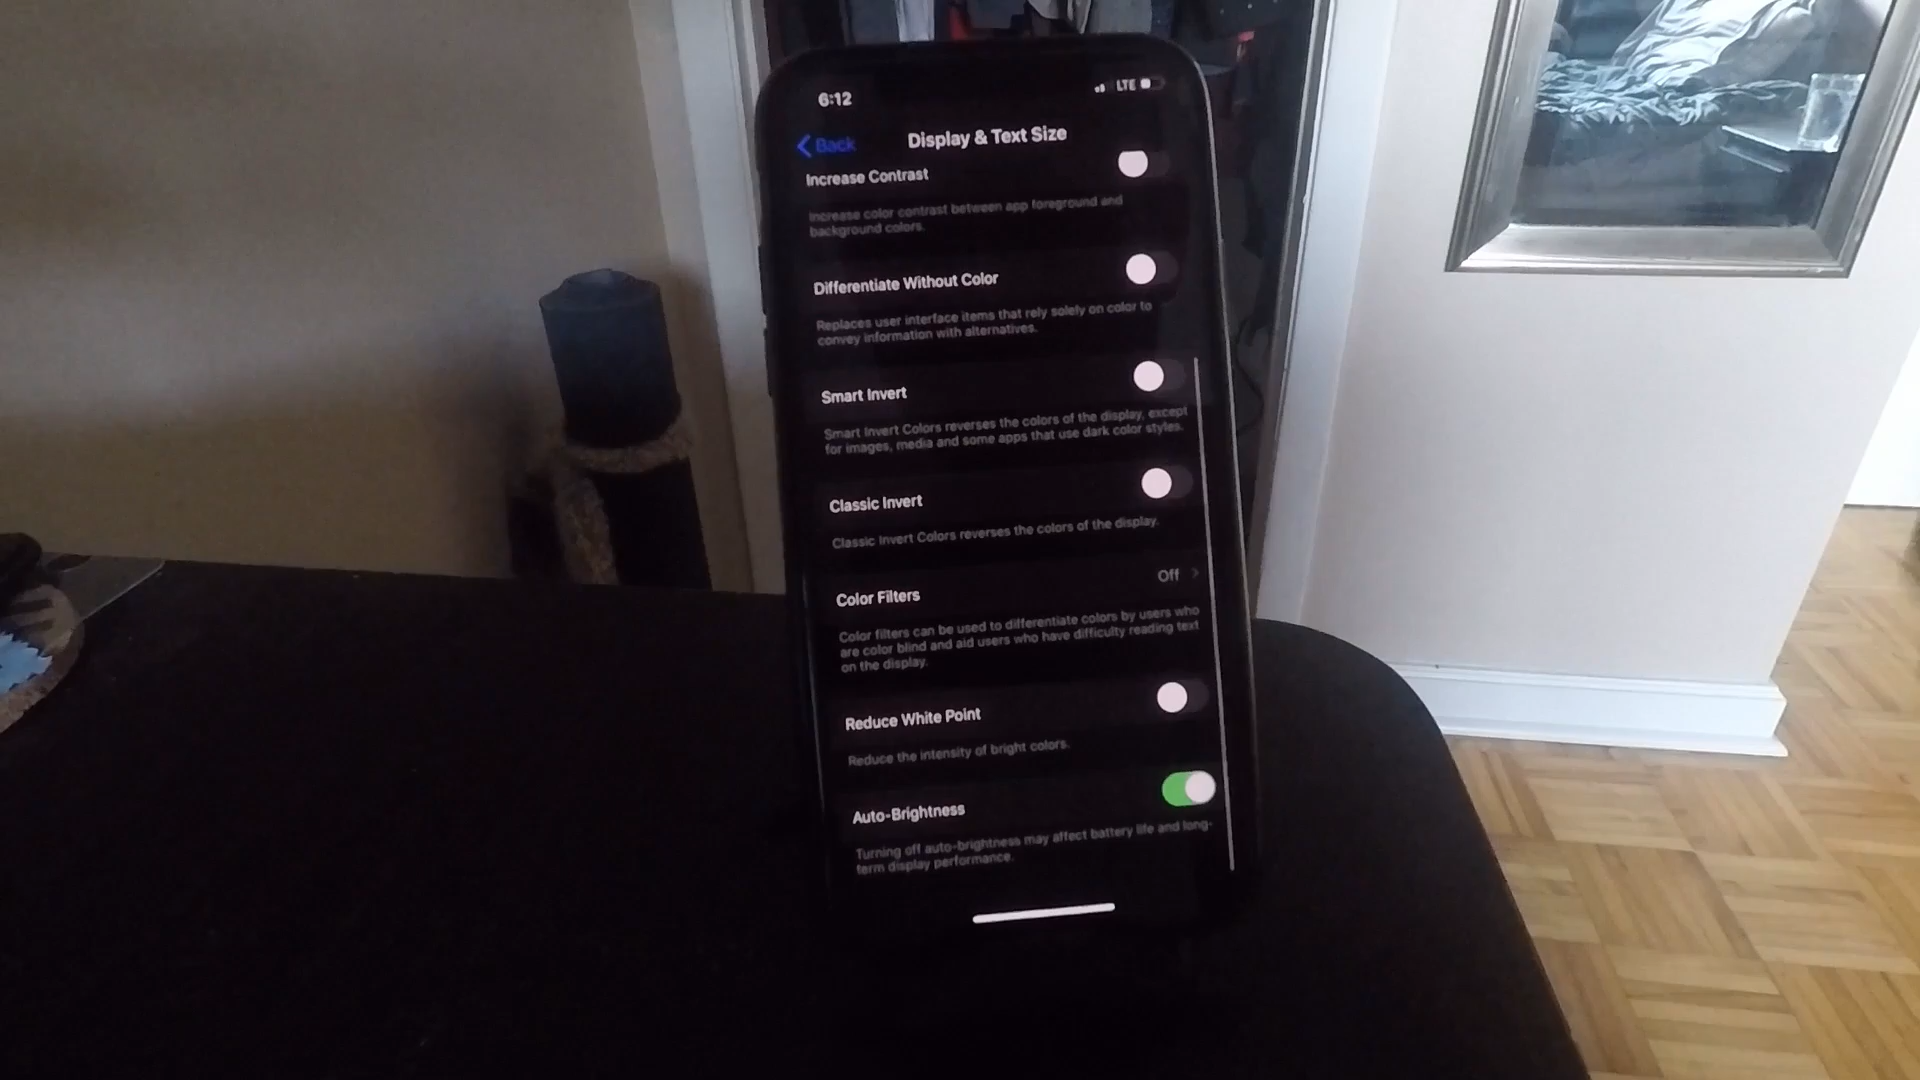 6:12
LTE
Back
Display & Text Size
Increase Contrast
Increase color contrast between app foreground and
background colors.
Differentiate Without Color
Replaces user interface items that rely solely on color to
convey information with alternatives.
Smart Invert
Smart Invert Colors reverses the colors of the display, except
for images, media and some apps that use dark color styles.
Classic Invert
Classic Invert Colors reverses the colors of the display.
Color Filters
Off
Color filters can be used to differentiate colors by users who
are color blind and aid users who have difficulty reading text
on the display.
Reduce White Point
Reduce the intensity of bright colors.
Auto-Brightness
Turning off auto-brightness may affect battery life and long-
term display performance.